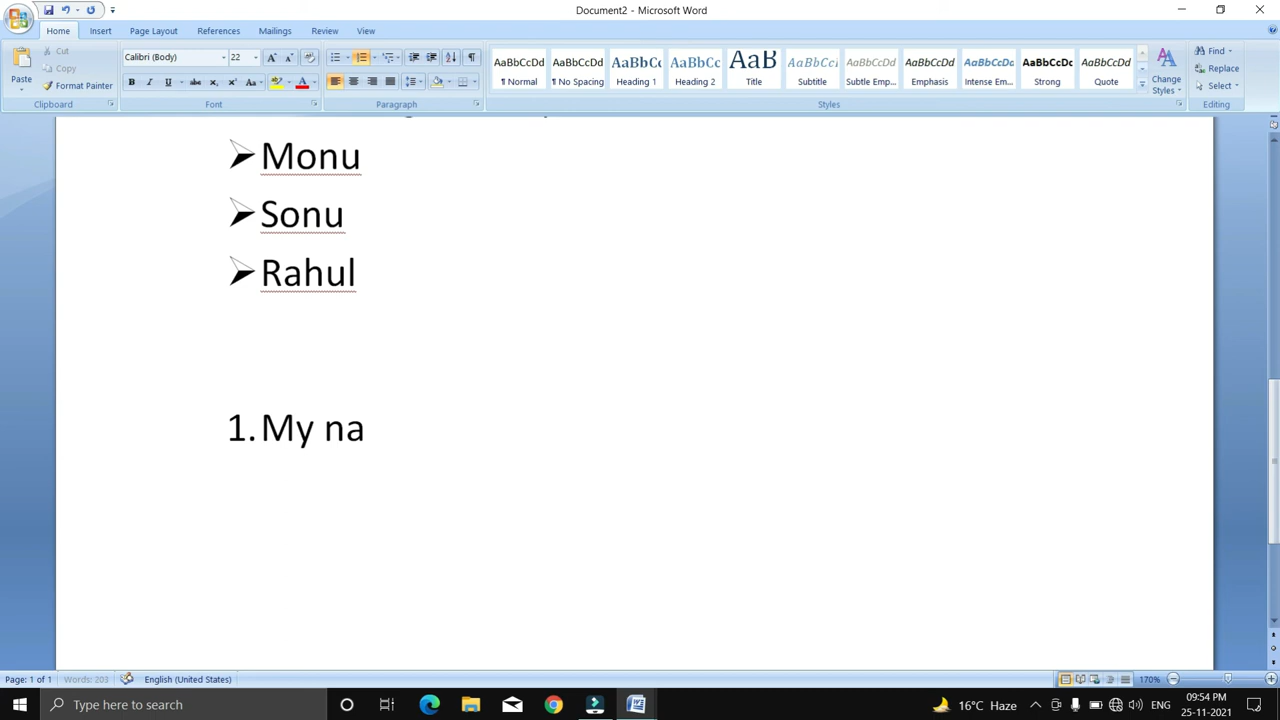 Document2 - Microsoft Word
Home Insert Page Layout References Mailings Review View
Paste
Cut
Copy
Format Painter
Clipboard
Calibri (Body) 22
Font
Paragraph
AaBbCcDd ¶ Normal
AaBbCcDd ¶ No Spacing
AaBbCc Heading 1
AaBbCc Heading 2
AaB Title
AaBbCcI Subtitle
AaBbCcDd Subtle Emp...
AaBbCcDd Emphasis
AaBbCcDd Intense Em...
AaBbCcDd Strong
AaBbCcDd Quote
Change Styles
Styles
Find
Replace
Select
Editing
Monu
Sonu
Rahul
1. My na
Page: 1 of 1 Words: 203 English (United States) 170%
Type here to search
16°C Haze ENG
09:54 PM
25-11-2021